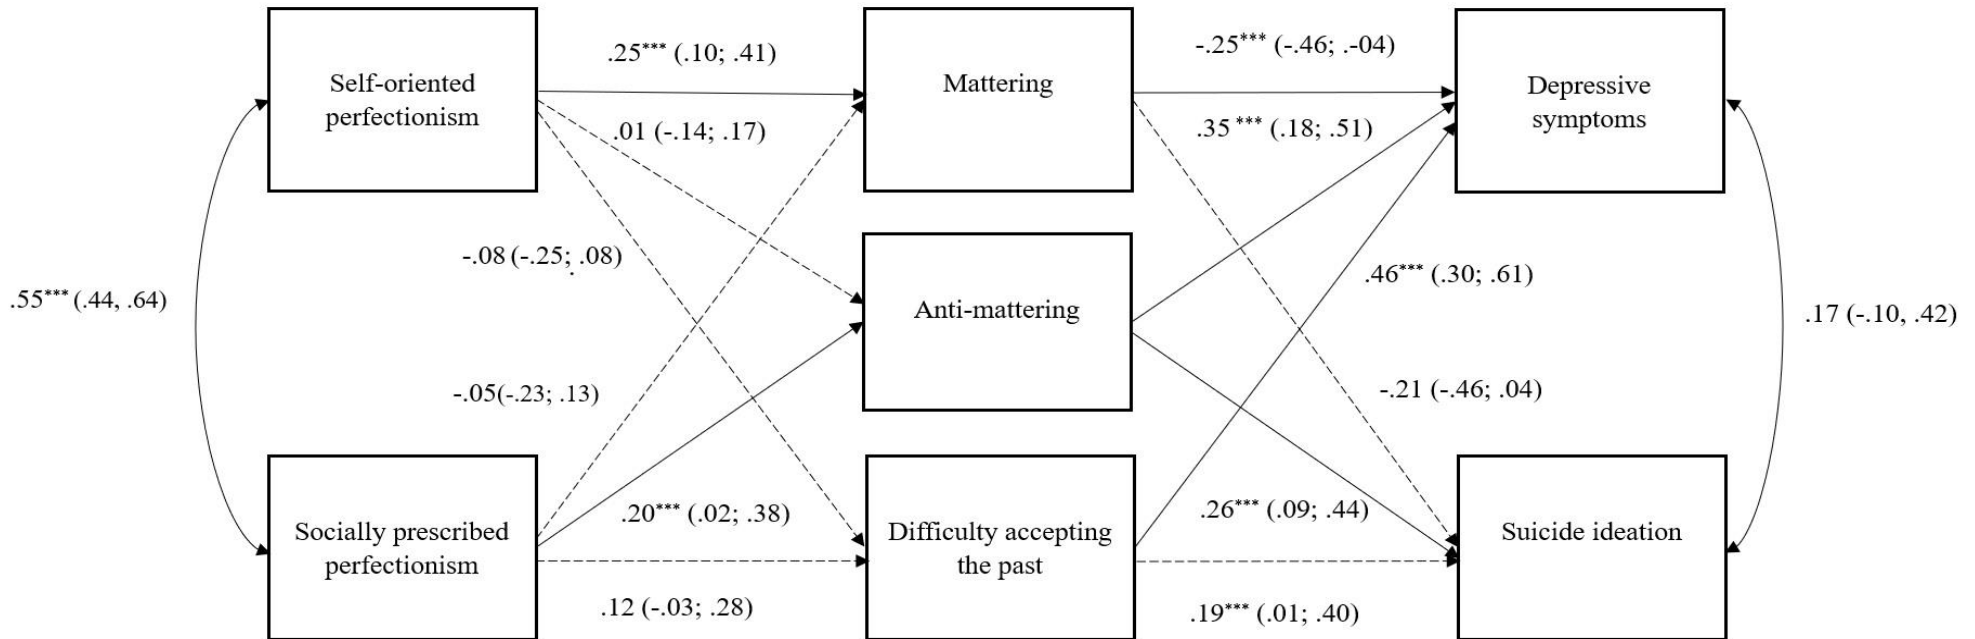 .25*** (.10; .41)
-.25*** (-.46; .-04)
Self-oriented
perfectionism
Mattering
Depressive
symptoms
.01 (-.14; .17)
.35 *** (.18; .51)
-.08 (-.25; .08)
.46*** (.30; .61)
.55*** (.44, .64)
Anti-mattering
.17 (-.10, .42)
-.05(-.23; .13)
-.21 (-.46; .04)
.20*** (.02; .38)
.26*** (.09; .44)
Socially prescribed
perfectionism
Difficulty accepting
the past
Suicide ideation
.12 (-.03; .28)
.19*** (.01; .40)